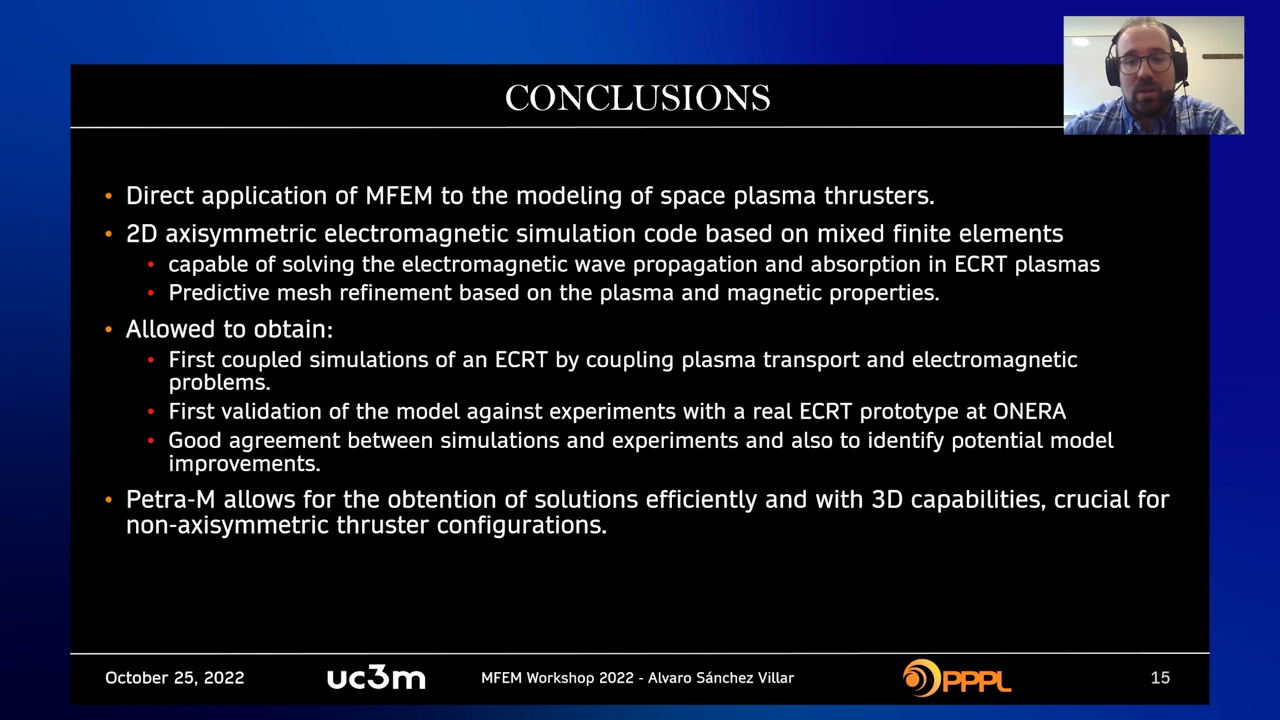 CONCLUSIONS
• Direct application of MFEM to the modeling of space plasma thrusters.
• 2D axisymmetric electromagnetic simulation code based on mixed finite elements
• capable of solving the electromagnetic wave propagation and absorption in ECRT plasmas
• Predictive mesh refinement based on the plasma and magnetic properties.
• Allowed to obtain:
• First coupled simulations of an ECRT by coupling plasma transport and electromagnetic
problems.
• First validation of the model against experiments with a real ECRT prototype at ONERA
• Good agreement between simulations and experiments and also to identify potential model
improvements.
• Petra-M allows for the obtention of solutions efficiently and with 3D capabilities, crucial for
non-axisymmetric thruster configurations.
October 25, 2022 uc3m MFEM Workshop 2022 - Alvaro Sánchez Villar PPPL 15